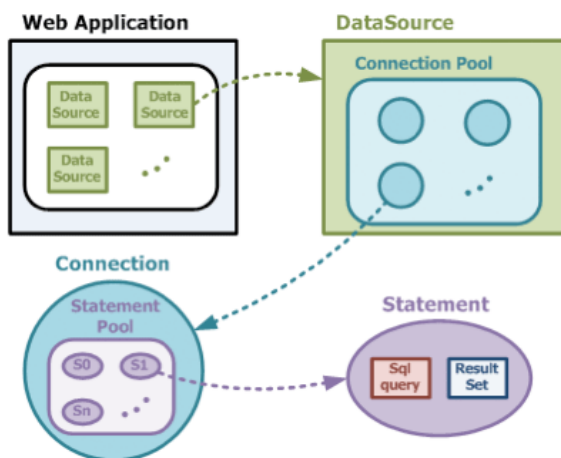 Web Application
DataSource
Data
Source
Data
Source
Data
Source
Connection Pool
Connection
Statement
Pool
S0
S1
Sn
Statement
Sql
query
Result
Set